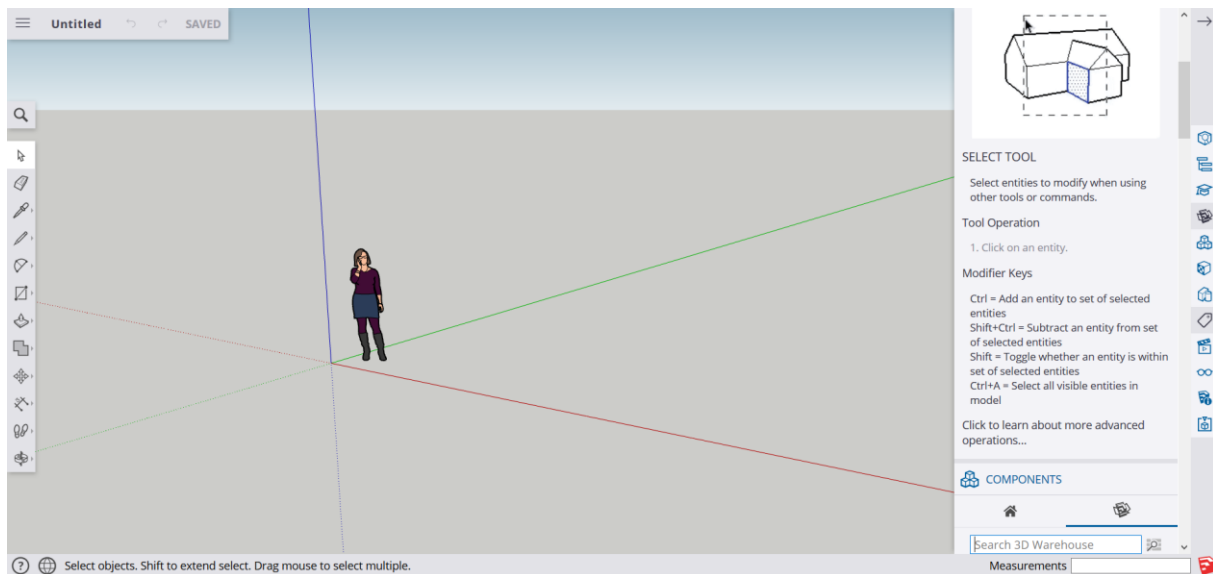 Untitled
SAVED
SELECT TOOL
Select entities to modify when using
other tools or commands.
Tool Operation
1. Click on an entity.
Modifier Keys
Ctrl = Add an entity to set of selected
entities
Shift+Ctrl = Subtract an entity from set
of selected entities
Shift = Toggle whether an entity is within
set of selected entities
Ctrl+A = Select all visible entities in
model
Click to learn about more advanced
operations...
COMPONENTS
Search 3D Warehouse
Select objects. Shift to extend select. Drag mouse to select multiple.
Measurements